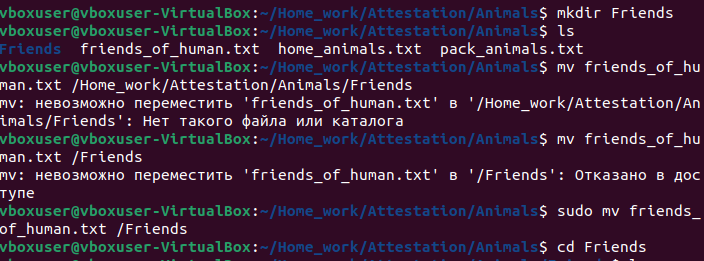 vboxuser@vboxuser-VirtualBox:~/Home_work/Attestation/Animals$ mkdir Friends
vboxuser@vboxuser-VirtualBox:~/Home_work/Attestation/Animals$ ls
Friends  friends_of_human.txt  home_animals.txt  pack_animals.txt
vboxuser@vboxuser-VirtualBox:~/Home_work/Attestation/Animals$ mv friends_of_hu
man.txt /Home_work/Attestation/Animals/Friends
mv: невозможно переместить 'friends_of_human.txt' в '/Home_work/Attestation/An
imals/Friends': Нет такого файла или каталога
vboxuser@vboxuser-VirtualBox:~/Home_work/Attestation/Animals$ mv friends_of_hu
man.txt /Friends
mv: невозможно переместить 'friends_of_human.txt' в '/Friends': Отказано в дос
тупе
vboxuser@vboxuser-VirtualBox:~/Home_work/Attestation/Animals$ sudo mv friends_
of_human.txt /Friends
vboxuser@vboxuser-VirtualBox:~/Home_work/Attestation/Animals$ cd Friends